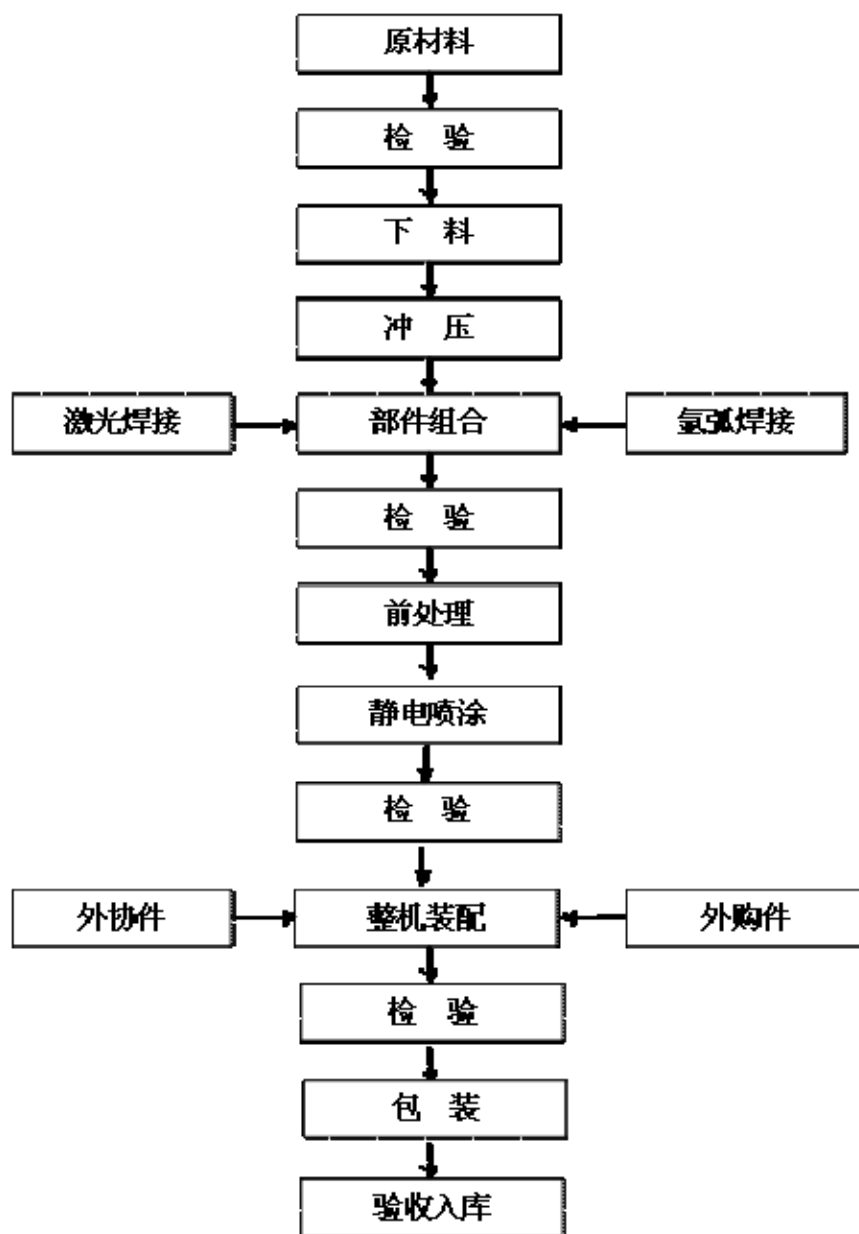 原材料
检 验
下 料
冲 压
激光焊接
部件组合
氩弧焊接
检 验
前处理
静电喷涂
检 验
外协件
整机装配
外购件
检 验
包 装
验收入库